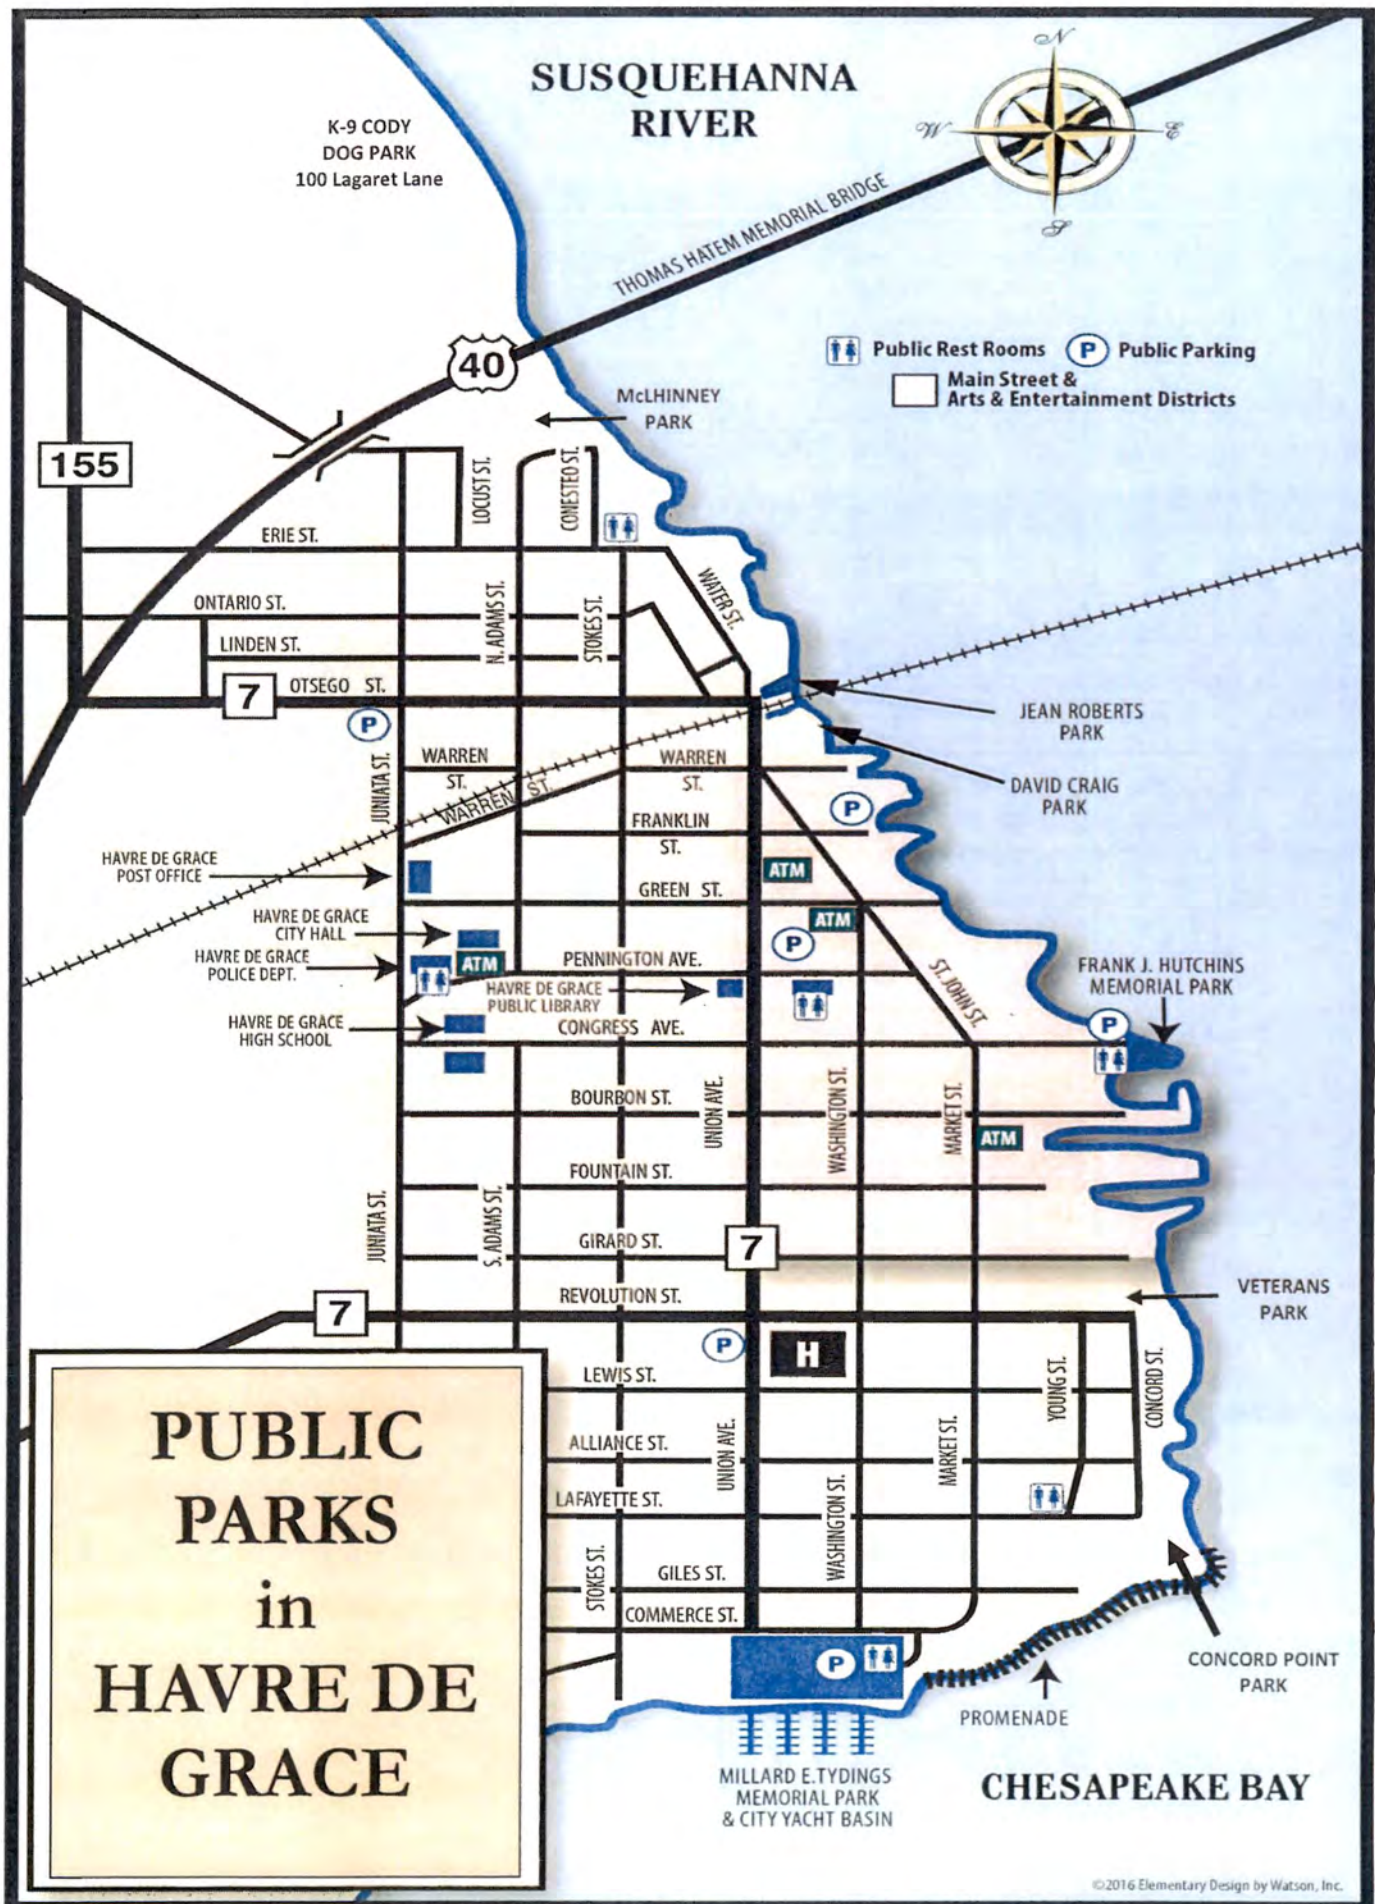 SUSQUEHANNA
RIVER
N
W
E
S
K-9 CODY
DOG PARK
100 Lagaret Lane
THOMAS HATEM MEMORIAL BRIDGE
Public Rest Rooms
P Public Parking
Main Street &
Arts & Entertainment Districts
40
McLHINNEY
PARK
155
LOCUST ST.
CONESTEO ST.
ERIE ST.
WATER ST.
ONTARIO ST.
N. ADAMS ST.
STOKES ST.
LINDEN ST.
7
OTSEGO ST.
P
JEAN ROBERTS
PARK
JUNIATA ST.
WARREN
ST.
WARREN
ST.
WARREN ST.
DAVID CRAIG
PARK
P
FRANKLIN
ST.
HAVRE DE GRACE
POST OFFICE
ATM
GREEN ST.
HAVRE DE GRACE
CITY HALL
ATM
P
HAVRE DE GRACE
POLICE DEPT.
ATM
PENNINGTON AVE.
ST. JOHN ST.
FRANK J. HUTCHINS
MEMORIAL PARK
HAVRE DE GRACE
PUBLIC LIBRARY
HAVRE DE GRACE
HIGH SCHOOL
CONGRESS AVE.
P
BOURBON ST.
UNION AVE.
WASHINGTON ST.
MARKET ST.
ATM
FOUNTAIN ST.
JUNIATA ST.
S. ADAMS ST.
GIRARD ST.
7
REVOLUTION ST.
VETERANS
PARK
7
P
H
LEWIS ST.
YOUNG ST.
CONCORD ST.
ALLIANCE ST.
UNION AVE.
MARKET ST.
LAFAYETTE ST.
WASHINGTON ST.
STOKES ST.
GILES ST.
COMMERCE ST.
P
CONCORD POINT
PARK
PROMENADE
MILLARD E.TYDINGS
MEMORIAL PARK
& CITY YACHT BASIN
CHESAPEAKE BAY
PUBLIC
PARKS
in
HAVRE DE
GRACE
©2016 Elementary Design by Watson, Inc.